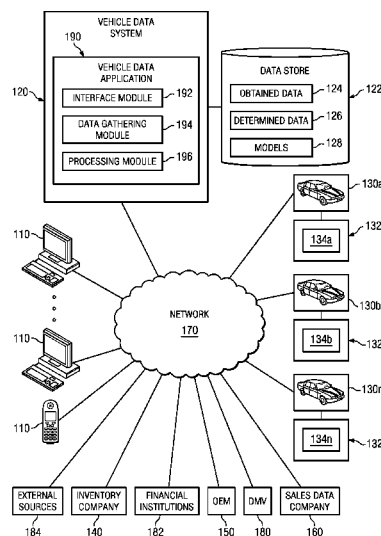 VEHICLE DATA
SYSTEM
190
VEHICLE DATA
APPLICATION
INTERFACE MODULE
192
DATA GATHERING
MODULE
194
PROCESSING MODULE
196
120
DATA STORE
OBTAINED DATA
124
DETERMINED DATA
126
MODELS
128
122
110
110
110
NETWORK
170
130a
132
134a
130b
132
134b
130n
132
134n
EXTERNAL
SOURCES
184
INVENTORY
COMPANY
140
FINANCIAL
INSTITUTIONS
182
OEM
150
DMV
180
SALES DATA
COMPANY
160